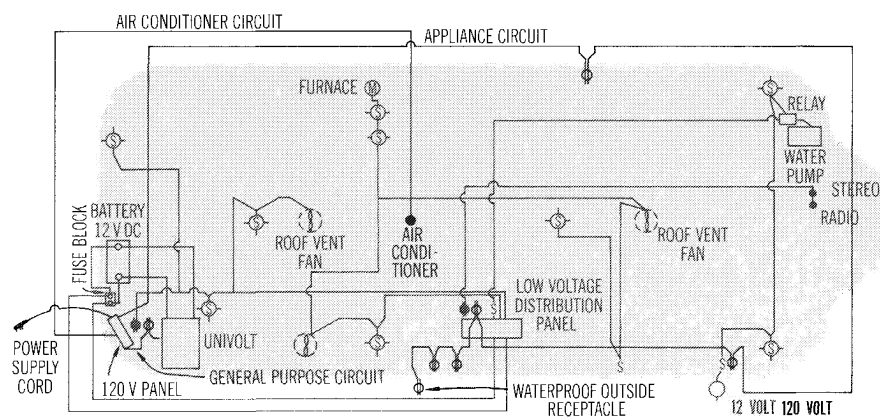 AIR CONDITIONER CIRCUIT
APPLIANCE CIRCUIT
FURNACE
M
S
S
S
S
RELAY
WATER
PUMP
STEREO
RADIO
BATTERY
12 V DC
FUSE BLOCK
S
ROOF VENT
FAN
AIR
CONDI-
TIONER
S
ROOF VENT
FAN
LOW VOLTAGE
DISTRIBUTION
PANEL
S
S
UNIVOLT
S
S
S
S
POWER
SUPPLY
CORD
120 V PANEL
GENERAL PURPOSE CIRCUIT
WATERPROOF OUTSIDE
RECEPTACLE
12 VOLT 120 VOLT